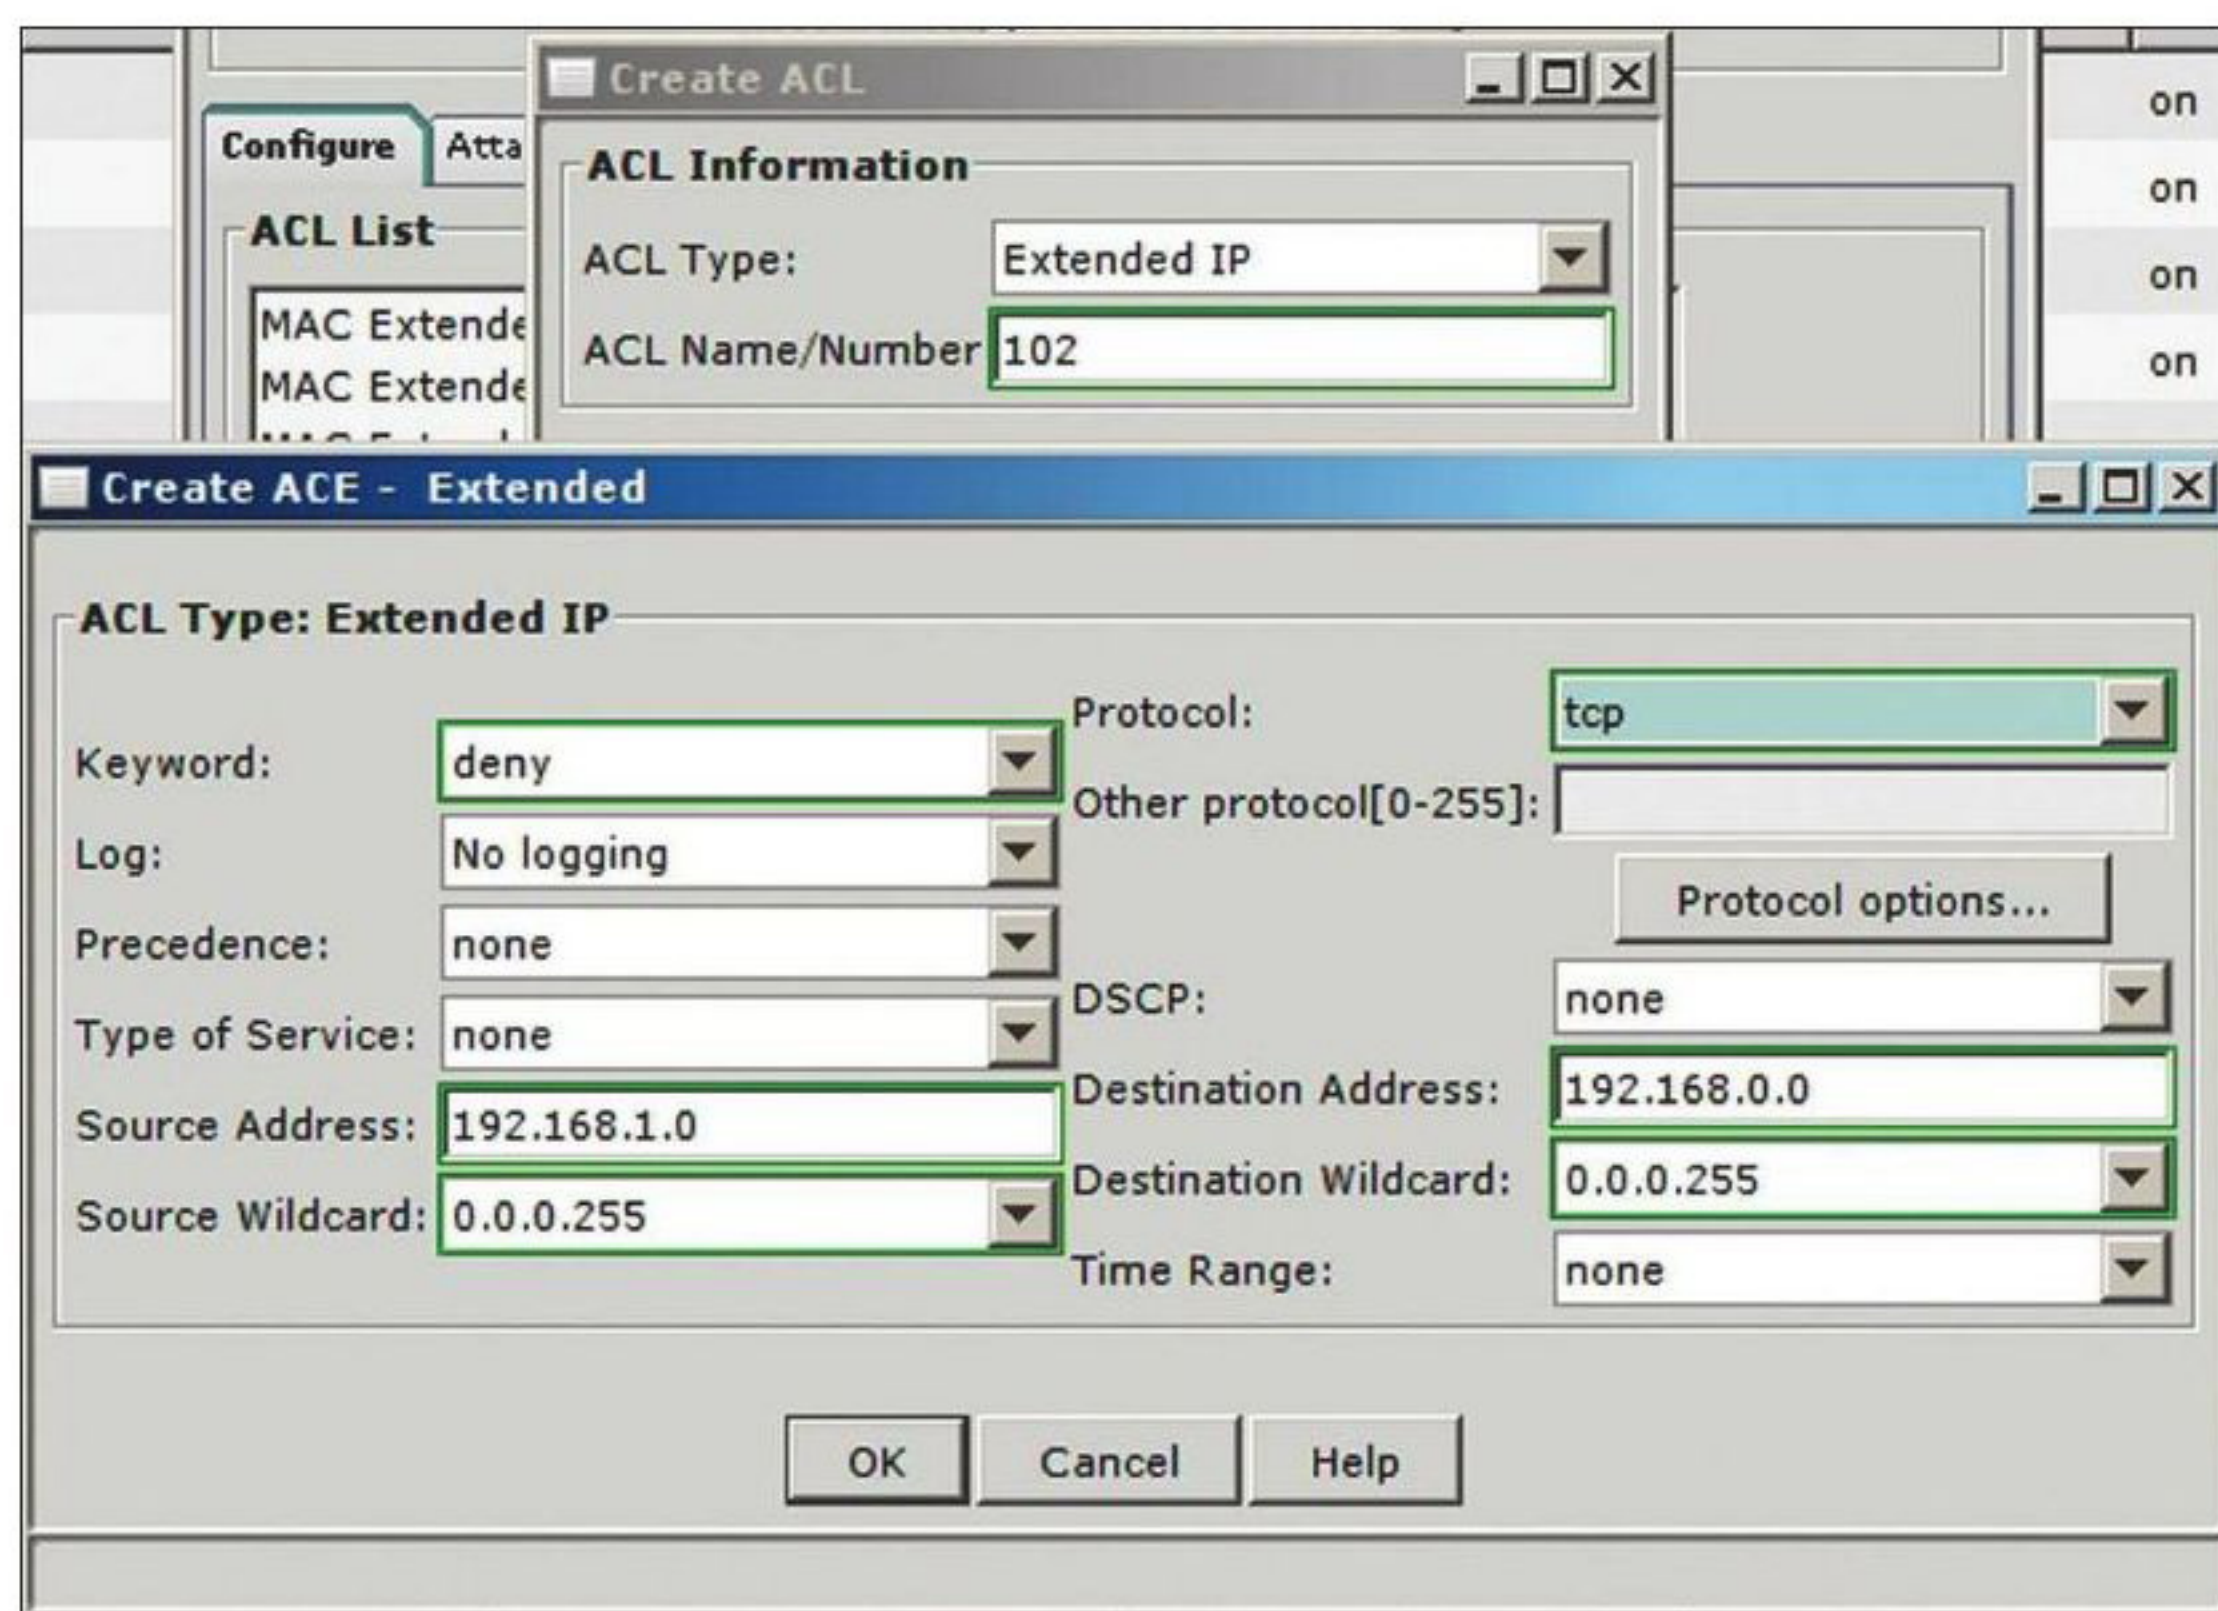 Create ACL
on
Configure
Atta
ACL Information
on
ACL List
ACL Type:
Extended IP
on
MAC Extende
ACL Name/Number
102
on
MAC Extende
Create ACE - Extended
ACL Type: Extended IP
Protocol:
tcp
Keyword:
deny
Other protocol[0-255]:
Log:
No logging
Protocol options...
Precedence:
none
DSCP:
none
Type of Service:
none
Destination Address:
192.168.0.0
Source Address:
192.168.1.0
Destination Wildcard:
0.0.0.255
Source Wildcard:
0.0.0.255
Time Range:
none
OK
Cancel
Help